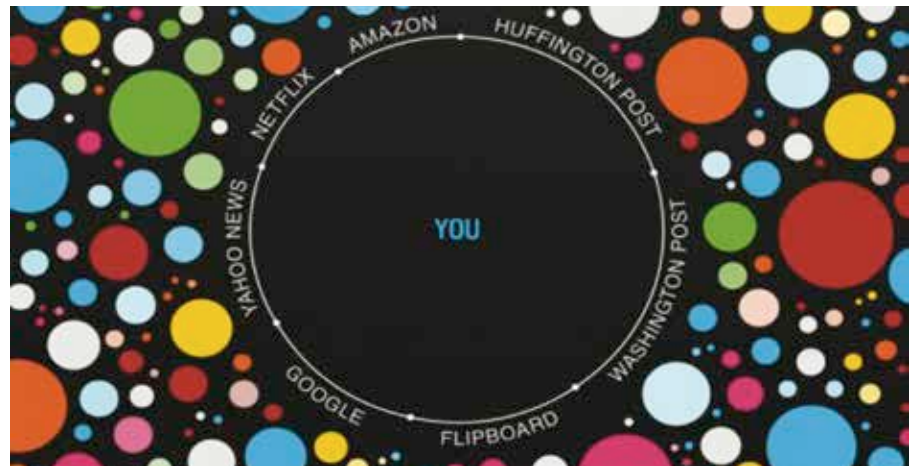 AMAZON
HUFFINGTON POST
NETFLIX
YAHOO NEWS
YOU
WASHINGTON POST
GOOGLE
FLIPBOARD